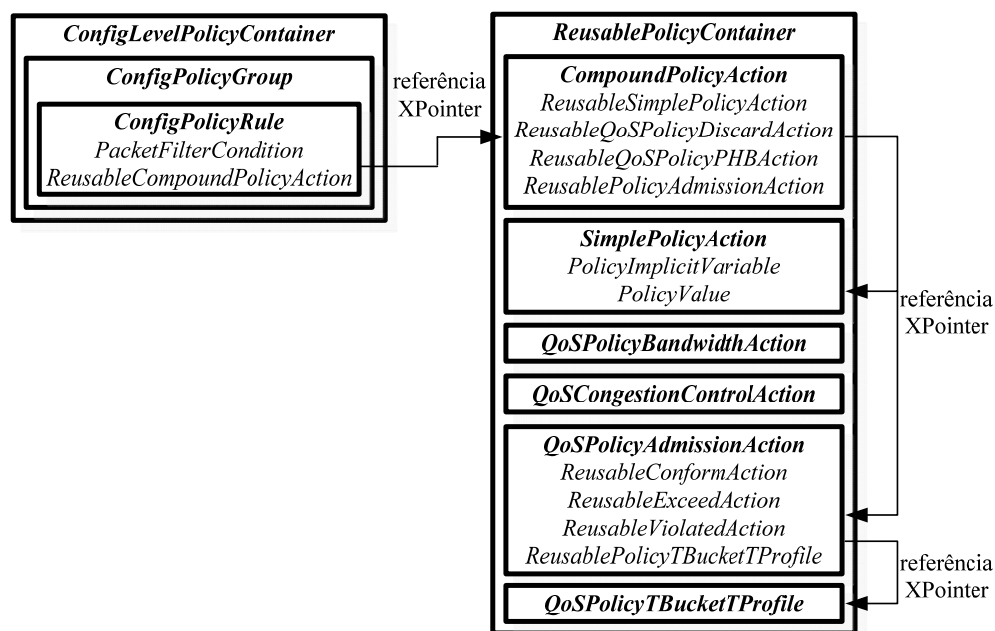 ConfigLevelPolicyContainer
ConfigPolicyGroup
ConfigPolicyRule
PacketFilterCondition
ReusableCompoundPolicyAction
referência
XPointer
ReusablePolicyContainer
CompoundPolicyAction
ReusableSimplePolicyAction
ReusableQoSPolicyDiscardAction
ReusableQoSPolicyPHBAction
ReusablePolicyAdmissionAction
SimplePolicyAction
PolicyImplicitVariable
PolicyValue
referência
XPointer
QoSPolicyBandwidthAction
QoSCongestionControlAction
QoSPolicyAdmissionAction
ReusableConformAction
ReusableExceedAction
ReusableViolatedAction
ReusablePolicyTBucketTProfile
referência
XPointer
QoSPolicyTBucketTProfile